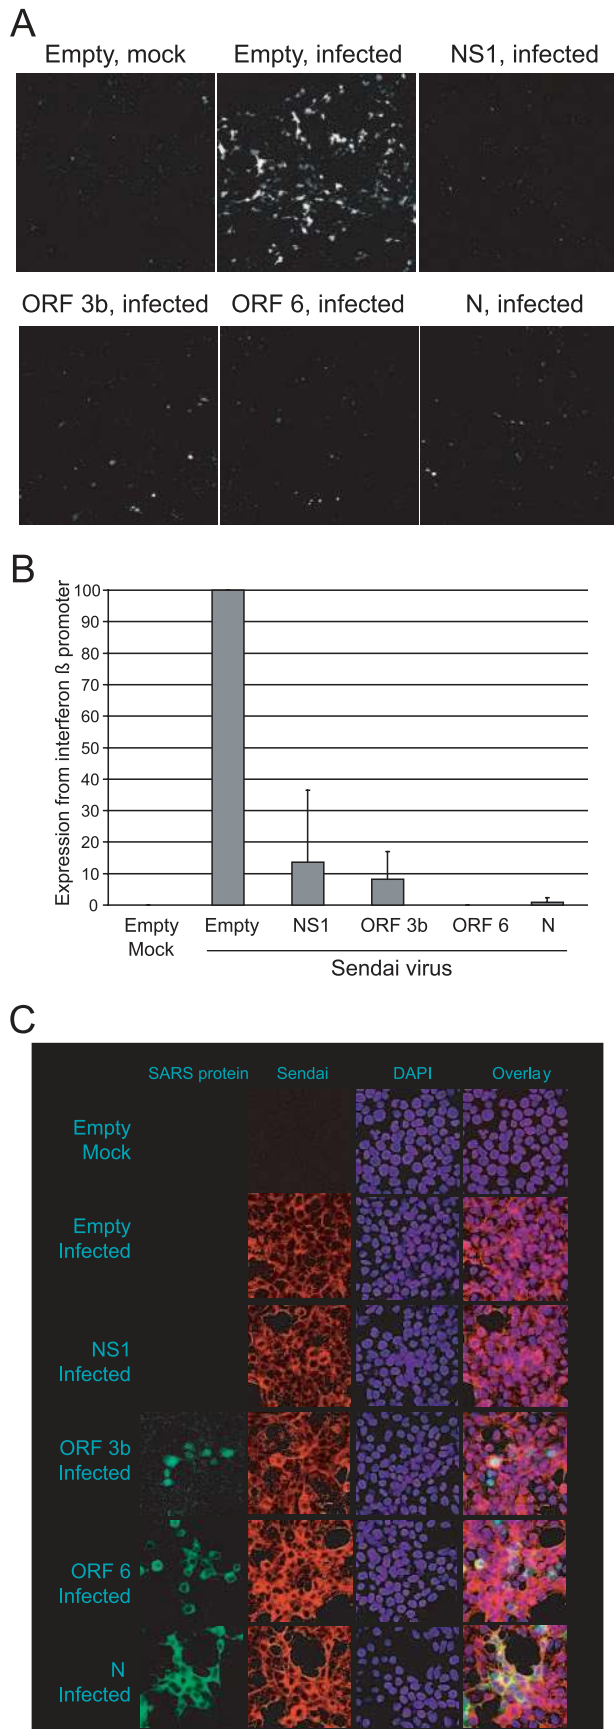 A
Empty, mock
Empty, infected
NS1, infected
ORF 3b, infected
ORF 6, infected
N, infected
B
Expression from interferon ß promoter
100
90
80
70
60
50
40
30
20
10
0
Empty
Mock
Empty
NS1
ORF 3b
ORF 6
N
Sendai virus
C
SARS protein
Sendai
DAPI
Overlay
Empty
Mock
Empty
Infected
NS1
Infected
ORF 3b
Infected
ORF 6
Infected
N
Infected